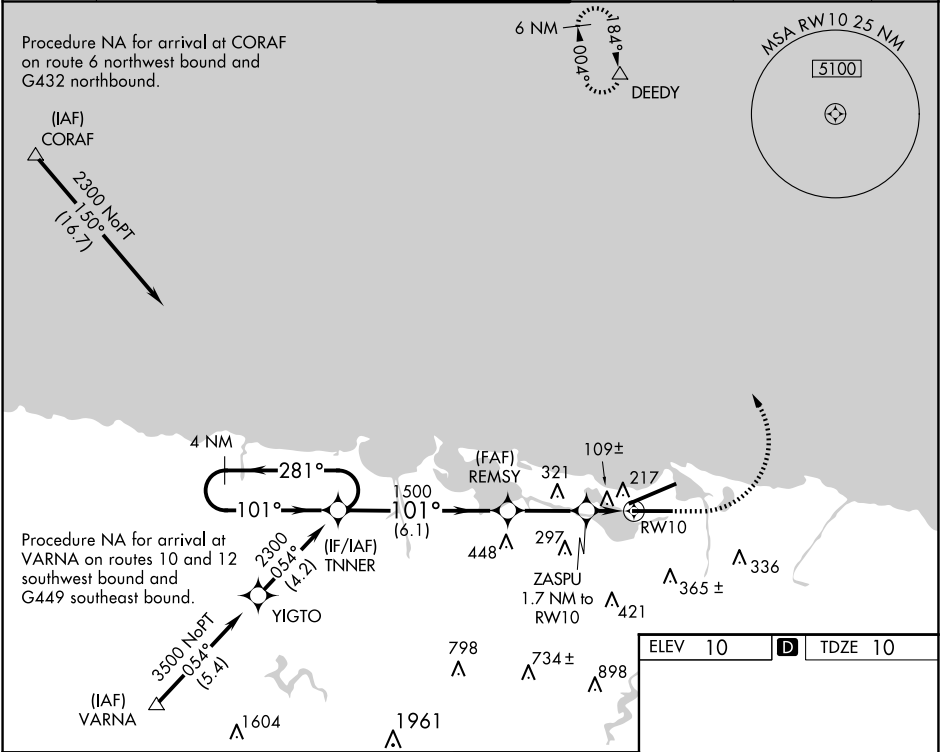 Procedure NA for arrival at CORAF
on route 6 northwest bound and
G432 northbound.
6 NM
184°
004°
DEEDY
MSA RW10 25 NM
5100
(IAF)
CORAF
2300 NoPT
150°
(16.7)
4 NM
281°
101°
(IF/IAF)
TNNER
1500
101°
(6.1)
(FAF)
REMSY
321
109±
217
RW10
448
297
ZASPU
1.7 NM to
RW10
421
365 ±
336
Procedure NA for arrival at
VARNA on routes 10 and 12
southwest bound and
G449 southeast bound.
2300
054°
(4.2)
YIGTO
3500 NoPT
054°
(5.4)
(IAF)
VARNA
1604
1961
798
734 ±
898
ELEV 10 D TDZE 10